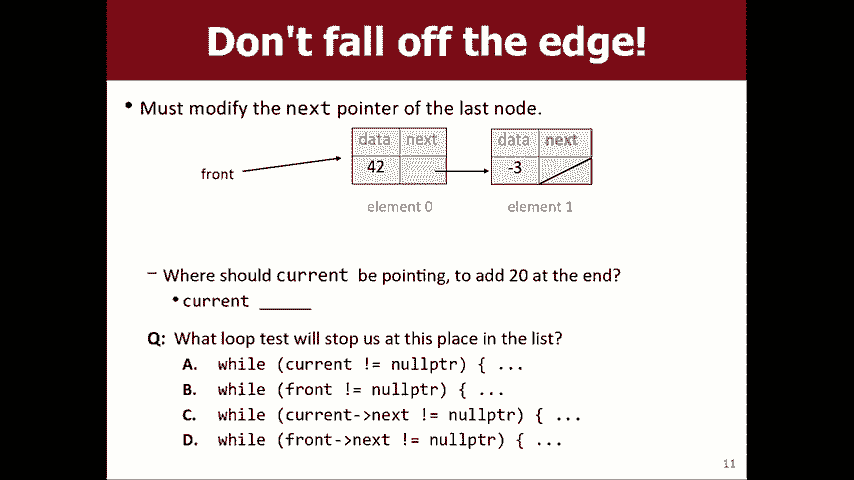 Don't fall off the edge!
• Must modify the next pointer of the last node.
data next data next
front 42 -3
element 0 element 1
– Where should current be pointing, to add 20 at the end?
• current _____
Q: What loop test will stop us at this place in the list?
A. while (current != nullptr) { ...
B. while (front != nullptr) { ...
C. while (current->next != nullptr) { ...
D. while (front->next != nullptr) { ...
11